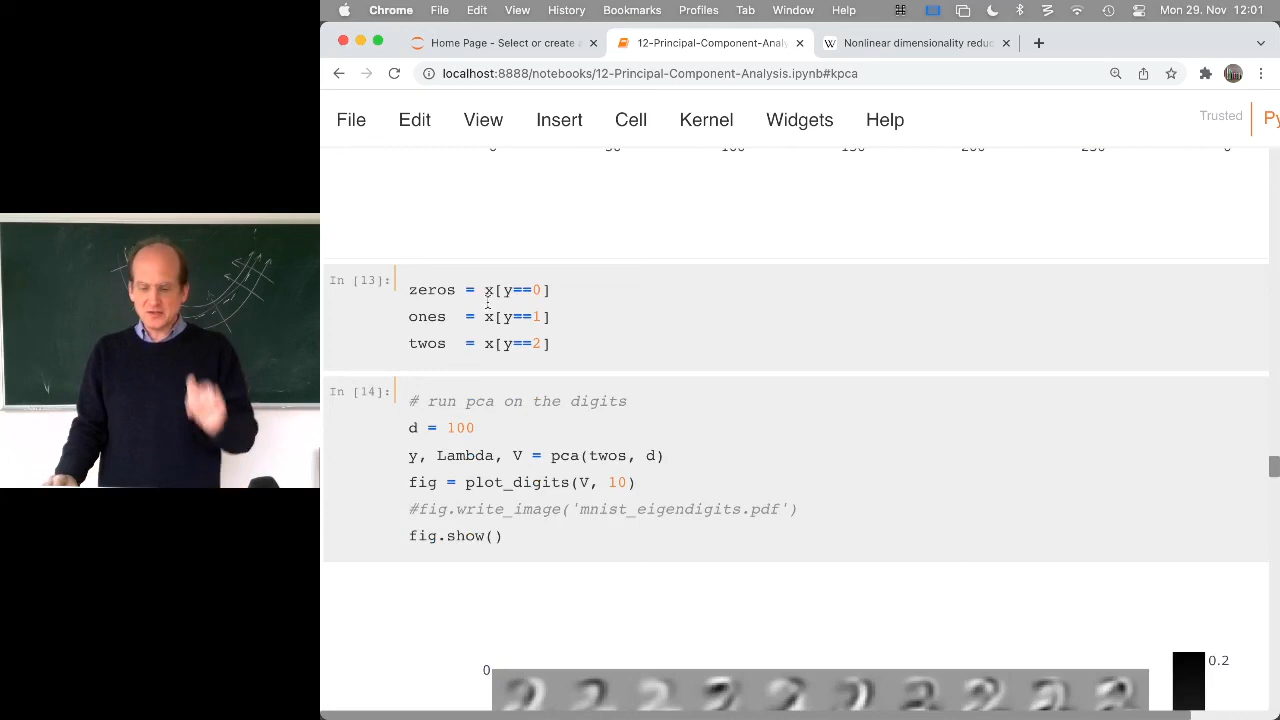 Chrome File Edit View History Bookmarks Profiles Tab Window Help Mon 29. Nov 12:01
Home Page - Select or create a × 12-Principal-Component-Analy × W Nonlinear dimensionality reduc ×
localhost:8888/notebooks/12-Principal-Component-Analysis.ipynb#kpca
File Edit View Insert Cell Kernel Widgets Help Trusted Py
In [13]:
zeros = x[y==0]
ones = x[y==1]
twos = x[y==2]
In [14]:
# run pca on the digits
d = 100
y, Lambda, V = pca(twos, d)
fig = plot_digits(V, 10)
#fig.write_image('mnist_eigendigits.pdf')
fig.show()
0
0.2